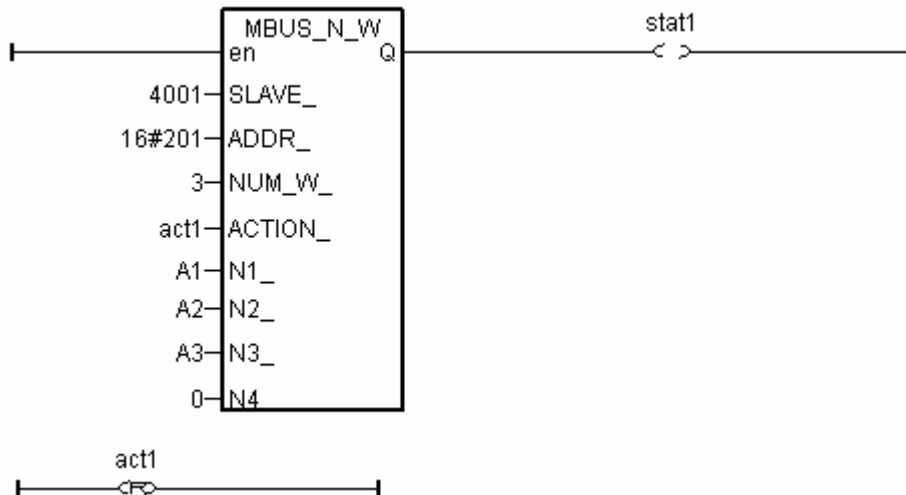 MBUS_N_W
stat1
en Q
4001 SLAVE_
16#201 ADDR_
3 NUM_W_
act1 ACTION_
A1 N1_
A2 N2_
A3 N3_
0 N4
act1
R